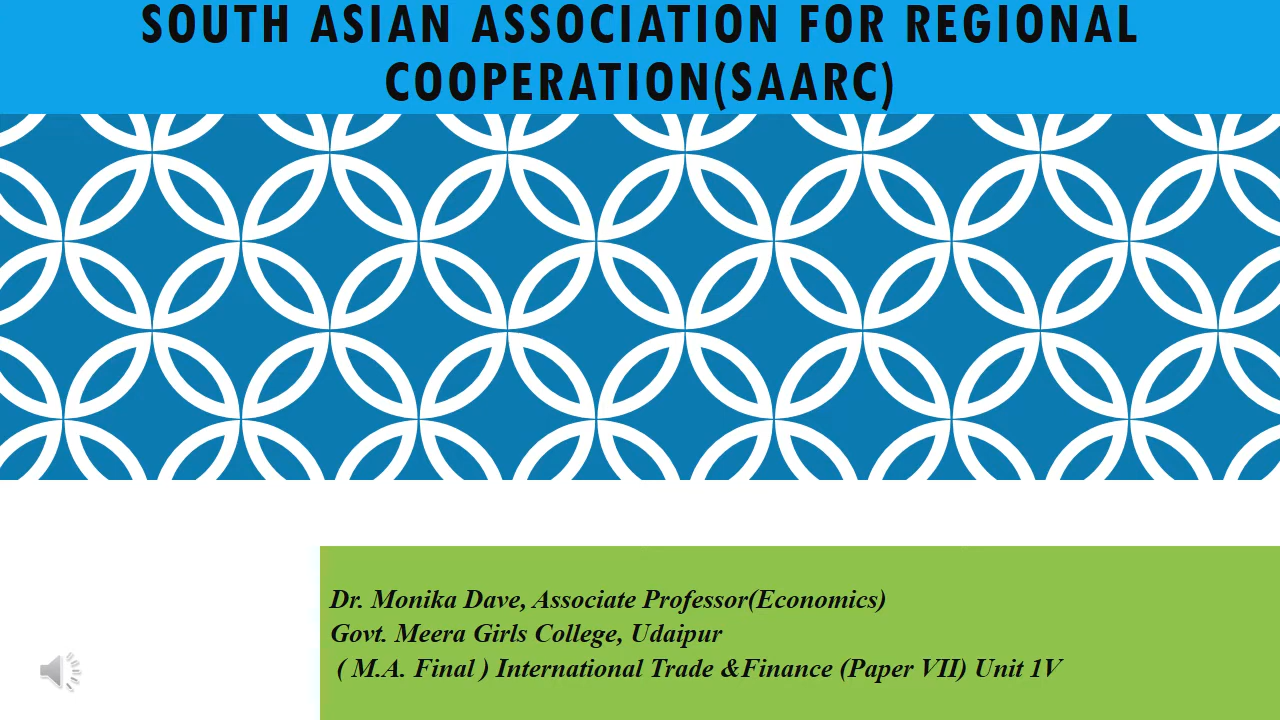 SOUTH ASIAN ASSOCIATION FOR REGIONAL
COOPERATION(SAARC)
Dr. Monika Dave, Associate Professor(Economics)
Govt. Meera Girls College, Udaipur
( M.A. Final ) International Trade &Finance (Paper VII) Unit 1V